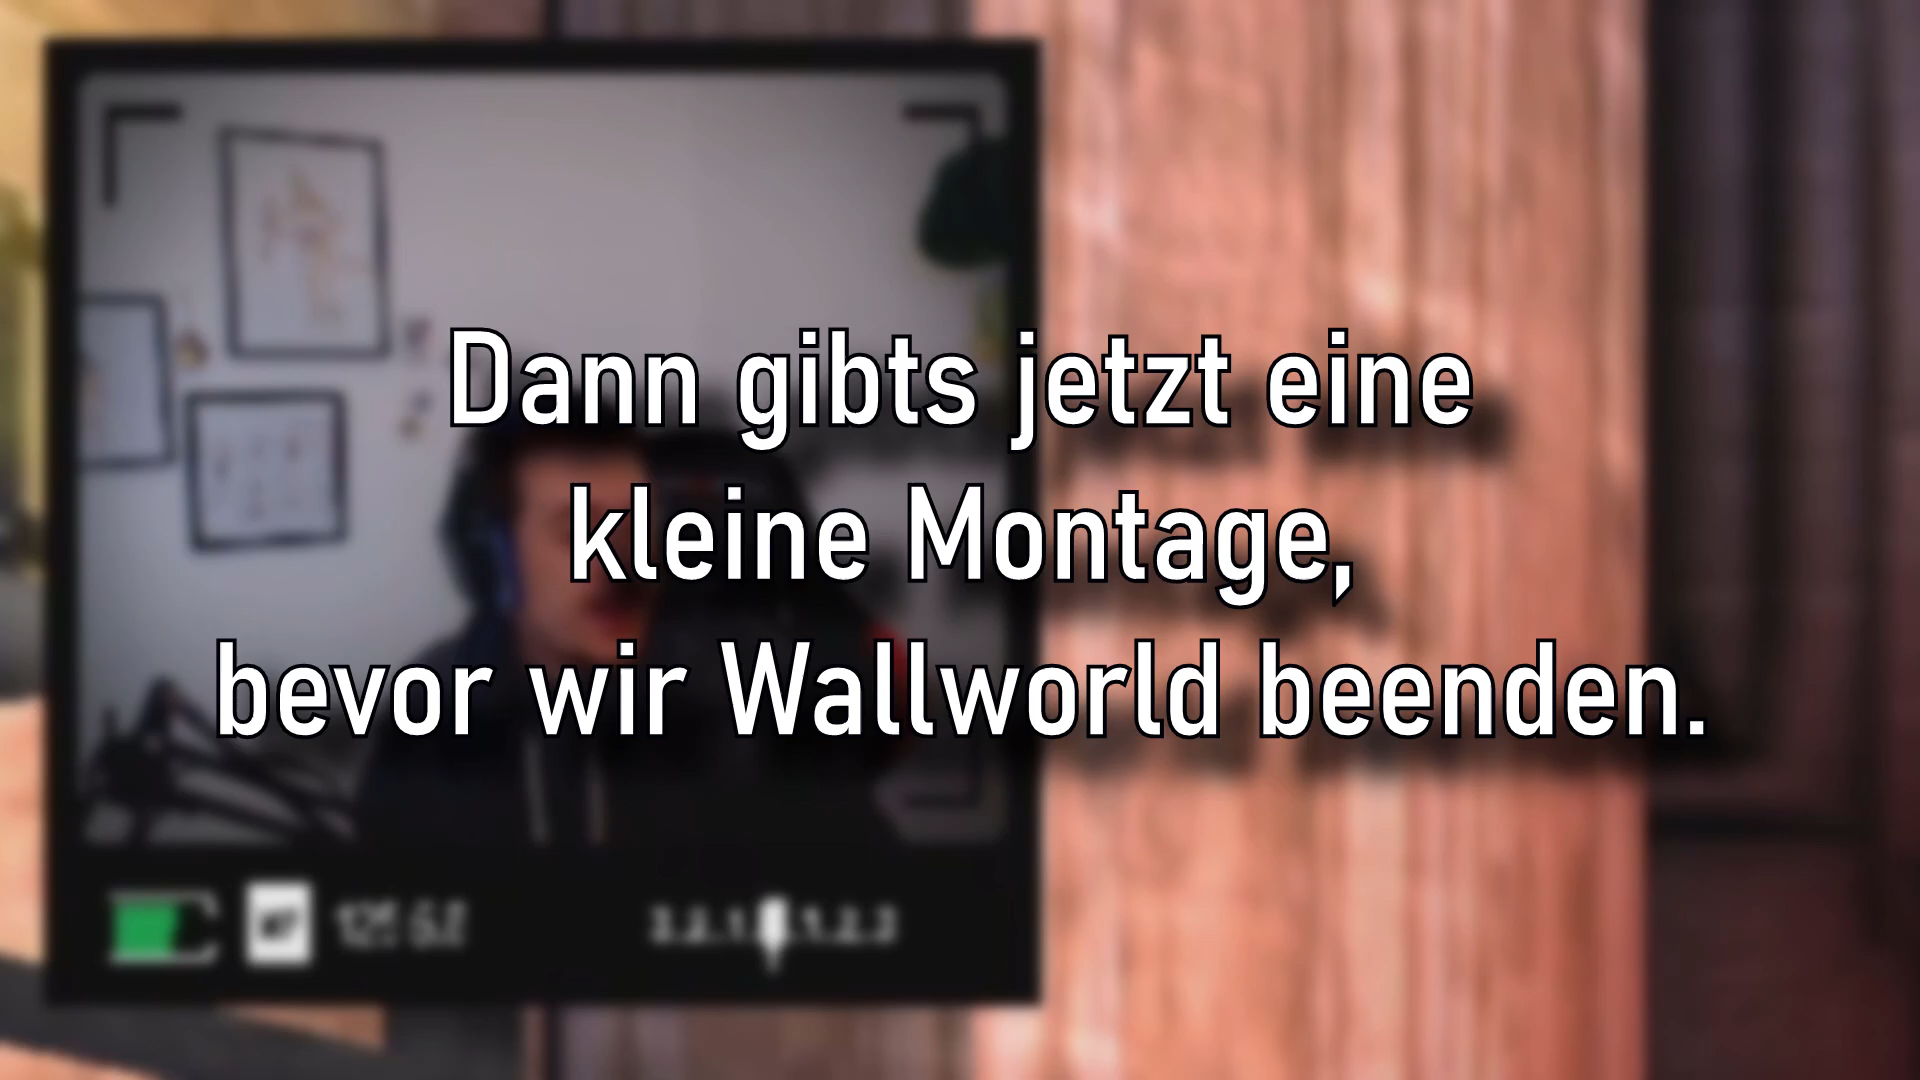 Dann gibts jetzt eine
kleine Montage,
bevor wir Wallworld beenden.